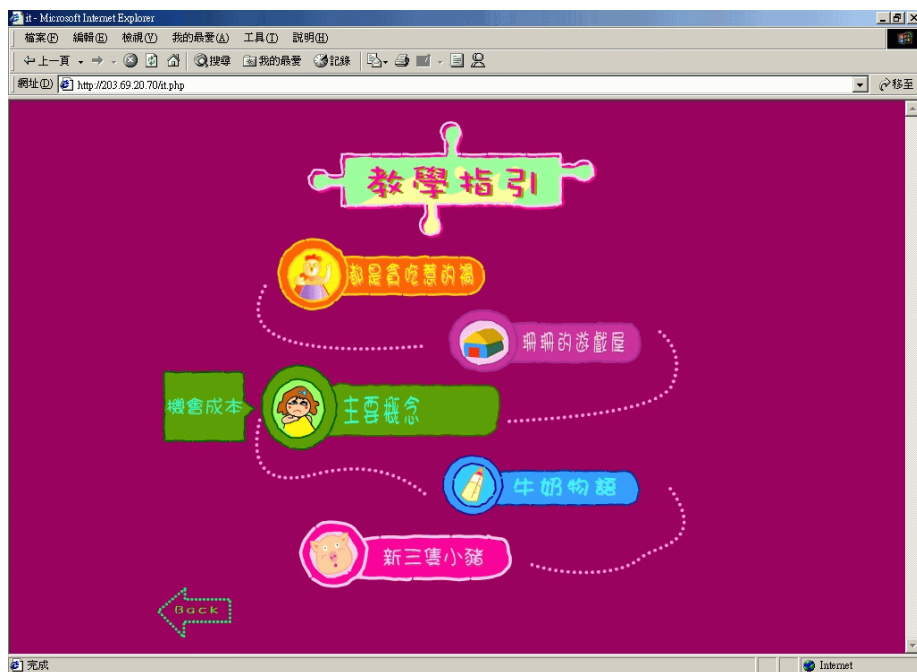 it - Microsoft Internet Explorer
檔案(F) 編輯(E) 檢視(V) 我的最愛(A) 工具(T) 說明(H)
上一頁 搜尋 我的最愛 記錄
網址(D) http://203.69.20.70/it.php 移至
教學指引
都是貪吃惹的禍
珊珊的遊戲屋
機會成本
主要概念
牛奶物語
新三隻小豬
Back
完成 Internet